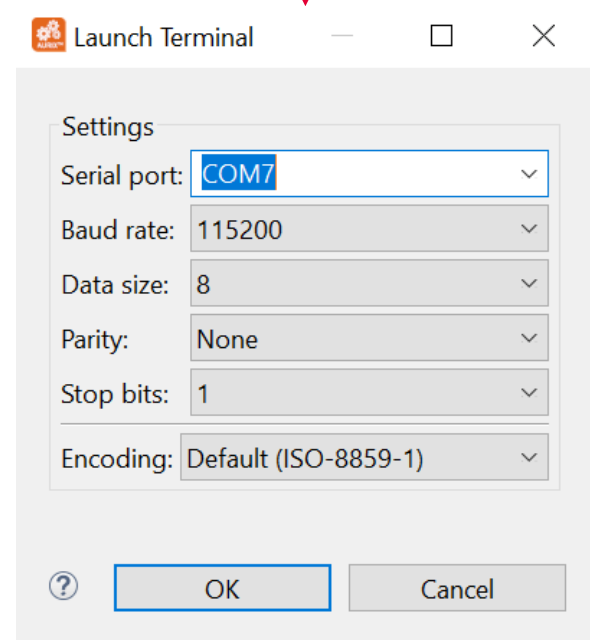 AURIX™
Launch Terminal
Settings
Serial port: COM7
Baud rate: 115200
Data size: 8
Parity: None
Stop bits: 1
Encoding: Default (ISO-8859-1)
?
OK Cancel